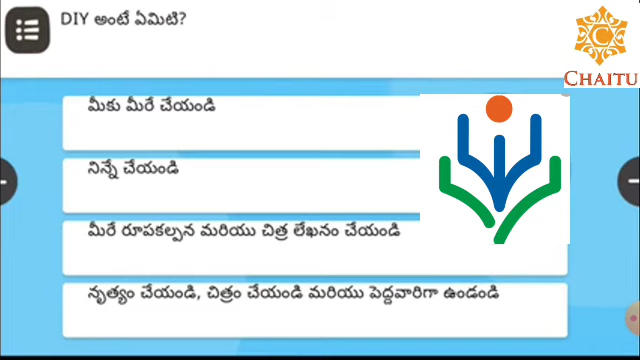 DIY అంటే ఏమిటి?
CHAITU
మీకు మీరే చేయండి
నిన్నే చేయండి
మీరే రూపకల్పన మరియు చిత్ర లేఖనం చేయండి
నృత్యం చేయండి, చిత్రం చేయండి మరియు పెద్దవారిగా ఉండండి